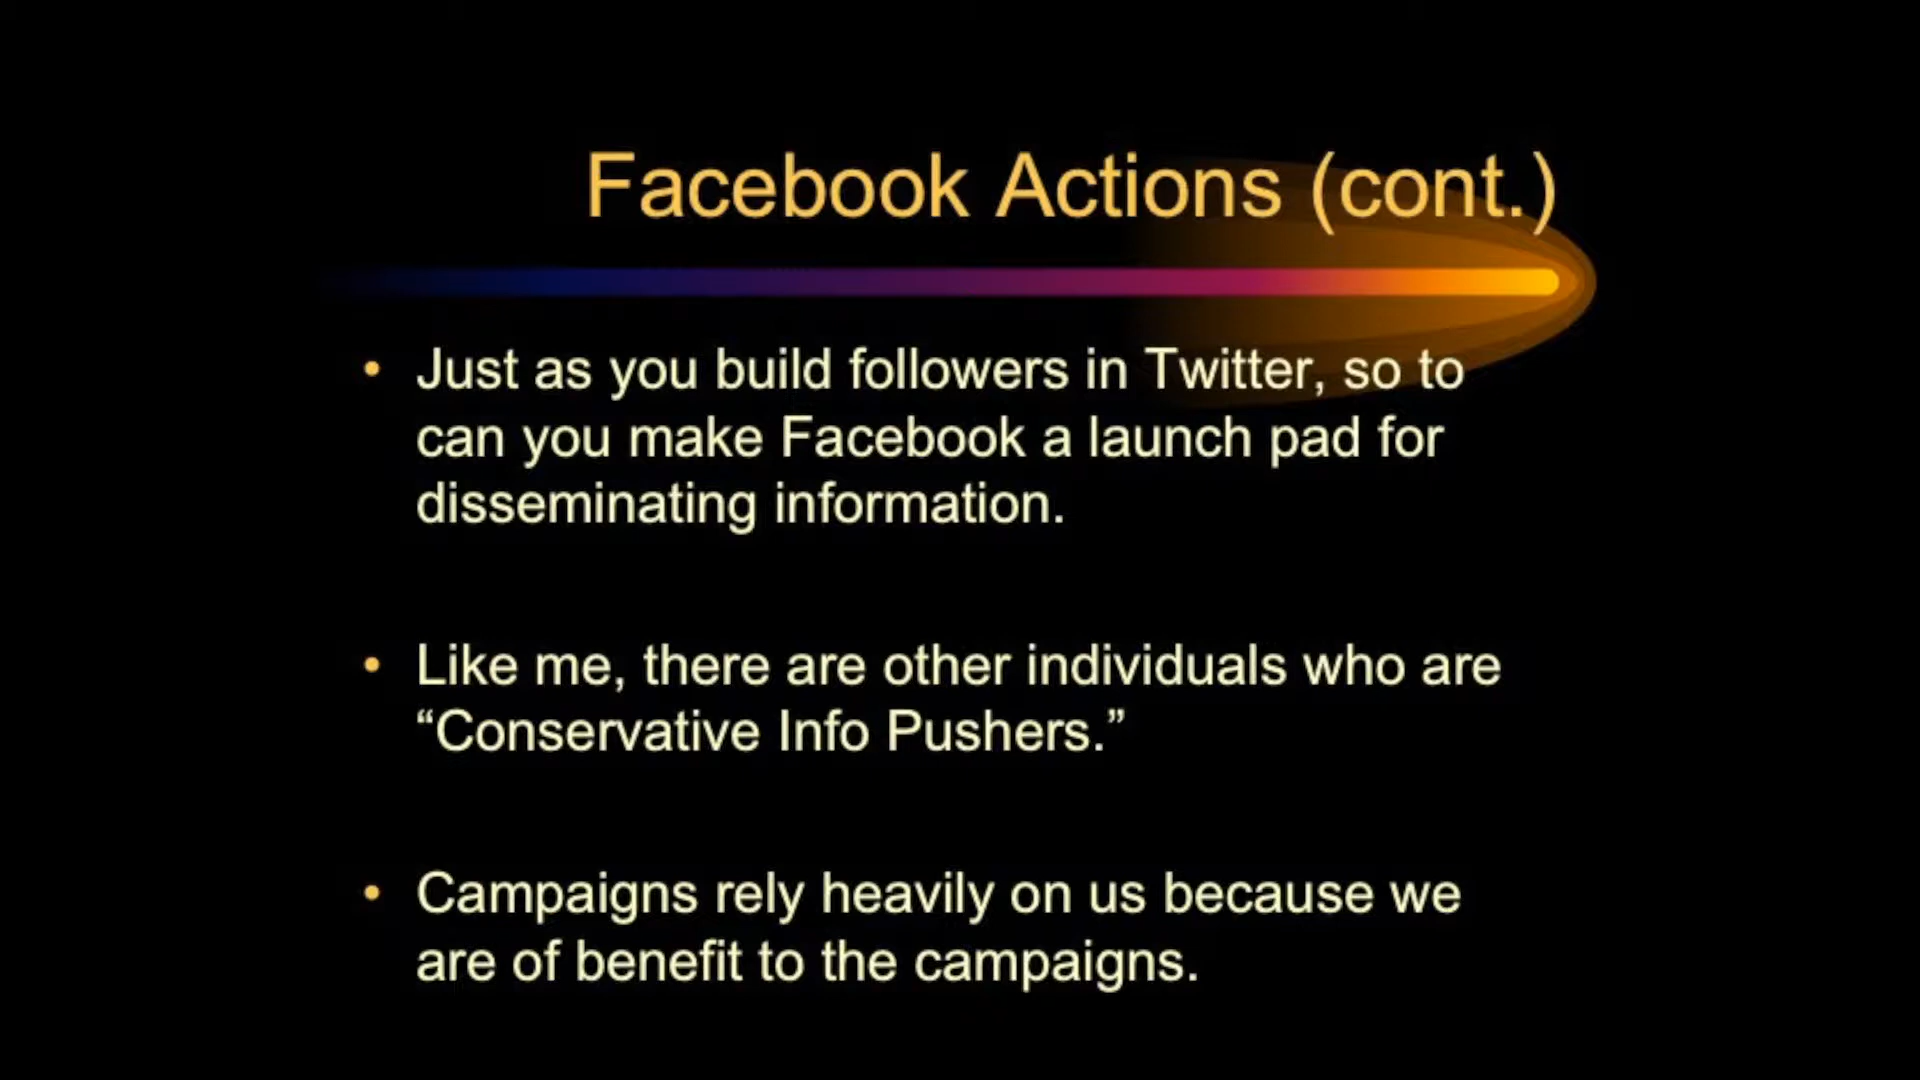 Facebook Actions (cont.)
• Just as you build followers in Twitter, so to
can you make Facebook a launch pad for
disseminating information.
• Like me, there are other individuals who are
“Conservative Info Pushers.”
• Campaigns rely heavily on us because we
are of benefit to the campaigns.